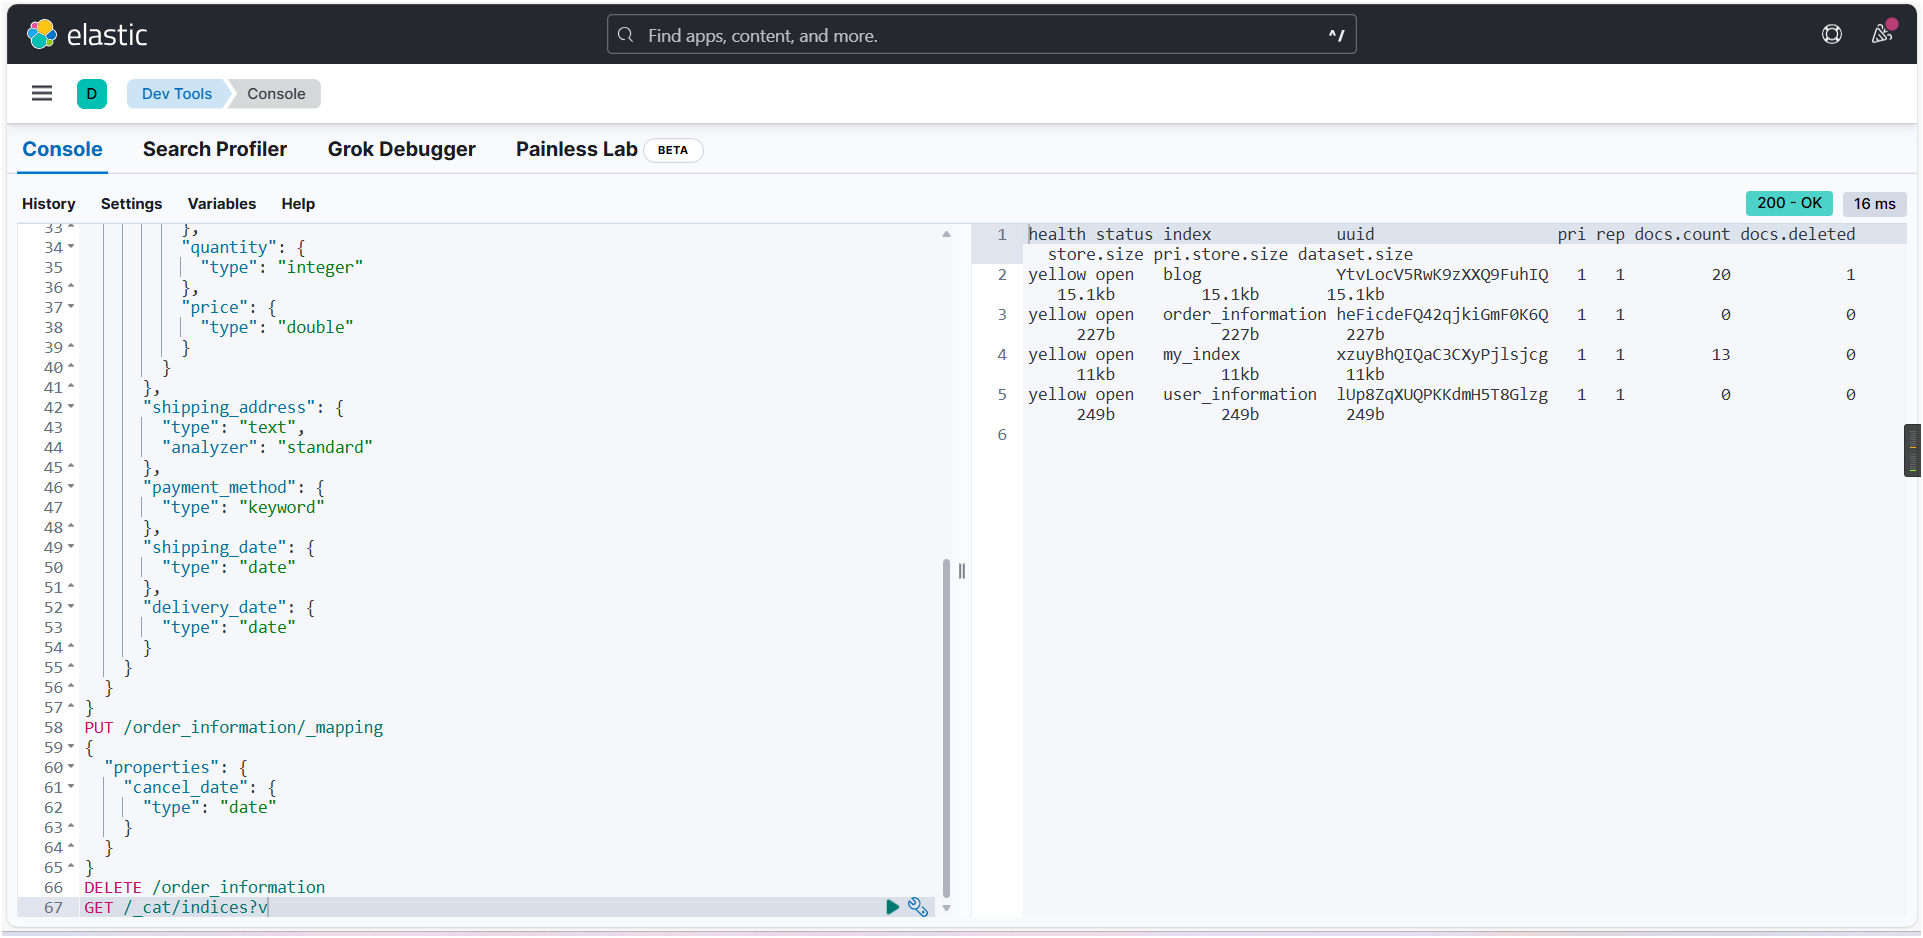 elastic
Find apps, content, and more.
^/
D
Dev Tools
Console
Console
Search Profiler
Grok Debugger
Painless Lab
BETA
History
Settings
Variables
Help
200 - OK
16 ms
33 },
34 "quantity": {
35 "type": "integer"
36 },
37 "price": {
38 "type": "double"
39 }
40 }
41 },
42 "shipping_address": {
43 "type": "text",
44 "analyzer": "standard"
45 },
46 "payment_method": {
47 "type": "keyword"
48 },
49 "shipping_date": {
50 "type": "date"
51 },
52 "delivery_date": {
53 "type": "date"
54 }
55 }
56 }
57 }
58 PUT /order_information/_mapping
59 {
60 "properties": {
61 "cancel_date": {
62 "type": "date"
63 }
64 }
65 }
66 DELETE /order_information
67 GET /_cat/indices?v
1 health status index uuid pri rep docs.count docs.deleted
store.size pri.store.size dataset.size
2 yellow open blog YtvLocV5RwK9zXXQ9FuhIQ 1 1 20 1
15.1kb 15.1kb 15.1kb
3 yellow open order_information heFicdeFQ42qjkiGmF0K6Q 1 1 0 0
227b 227b 227b
4 yellow open my_index xzuyBhQIQaC3CXyPjlsjcg 1 1 13 0
11kb 11kb 11kb
5 yellow open user_information lUp8ZqXUQPKKdmH5T8Glzg 1 1 0 0
249b 249b 249b
6